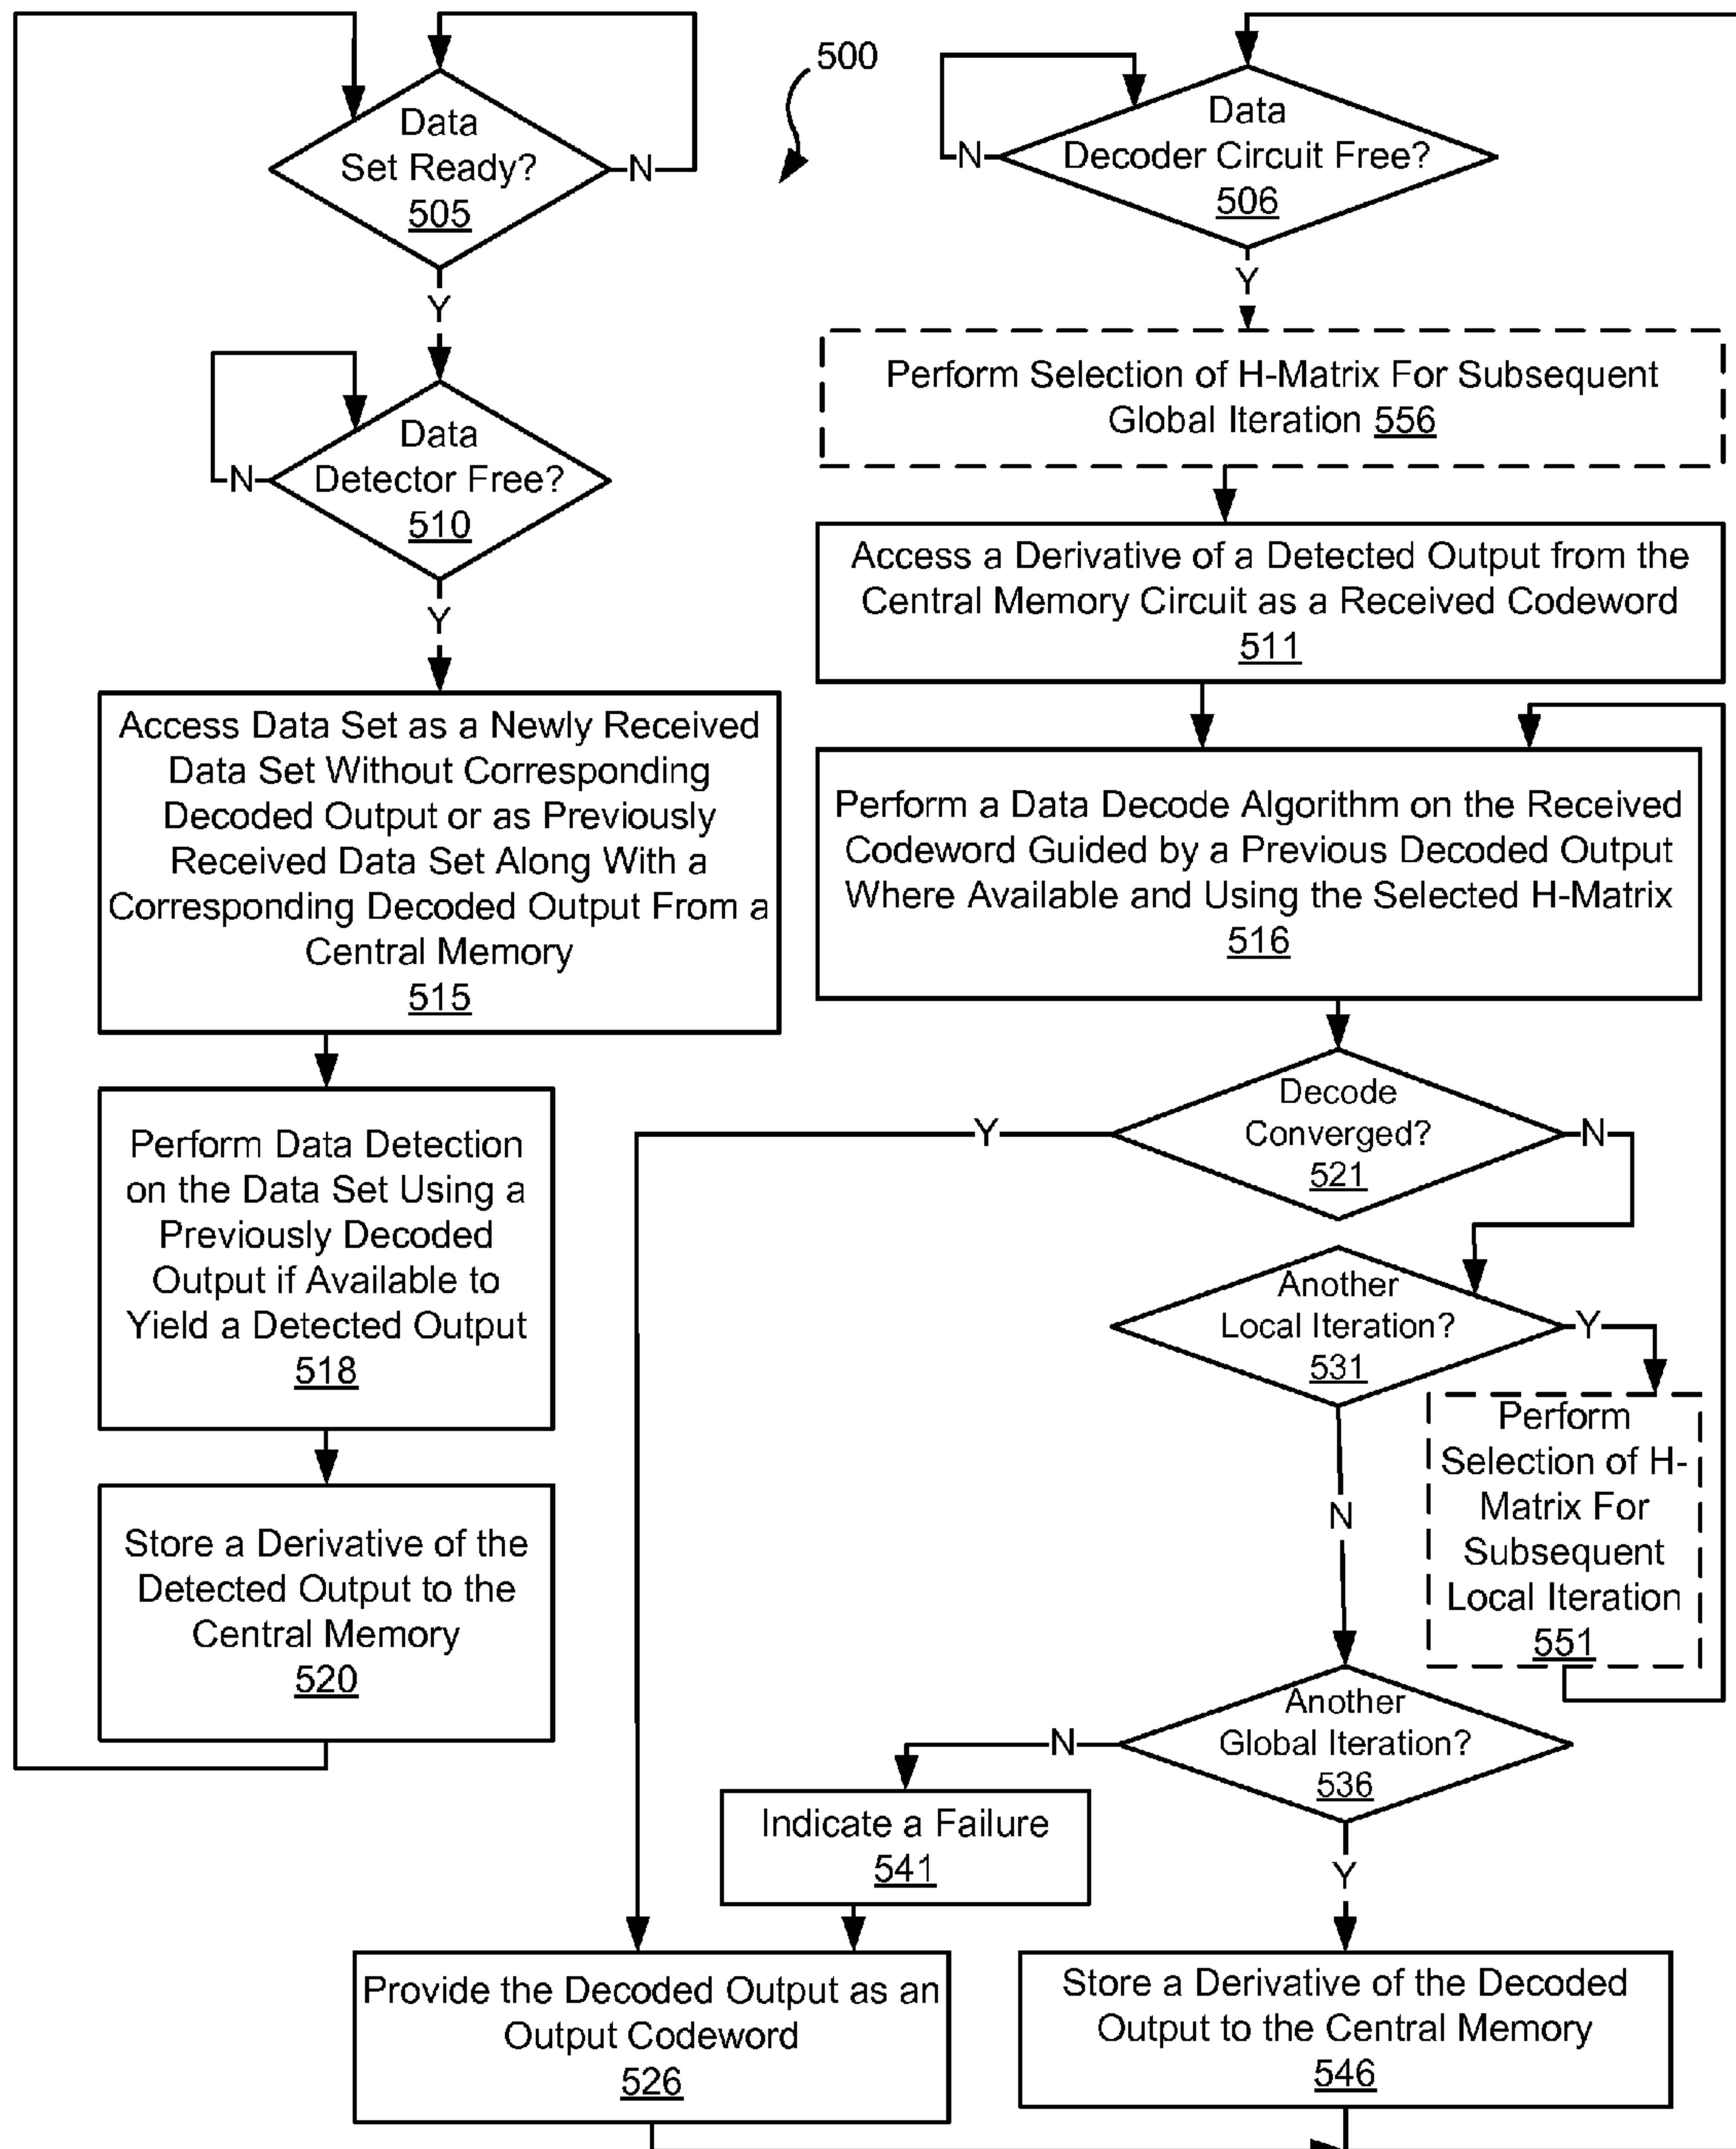 500
Data
Set Ready?
505
N
Y
Data
Detector Free?
510
N
Y
Access Data Set as a Newly Received
Data Set Without Corresponding
Decoded Output or as Previously
Received Data Set Along With a
Corresponding Decoded Output From a
Central Memory
515
Perform Data Detection
on the Data Set Using a
Previously Decoded
Output if Available to
Yield a Detected Output
518
Store a Derivative of the
Detected Output to the
Central Memory
520
Data
Decoder Circuit Free?
506
N
Y
Perform Selection of H-Matrix For Subsequent
Global Iteration 556
Access a Derivative of a Detected Output from the
Central Memory Circuit as a Received Codeword
511
Perform a Data Decode Algorithm on the Received
Codeword Guided by a Previous Decoded Output
Where Available and Using the Selected H-Matrix
516
Decode
Converged?
521
Y
N
Another
Local Iteration?
531
Y
N
Perform
Selection of H-
Matrix For
Subsequent
Local Iteration
551
Another
Global Iteration?
536
N
Y
Indicate a Failure
541
Provide the Decoded Output as an
Output Codeword
526
Store a Derivative of the Decoded
Output to the Central Memory
546